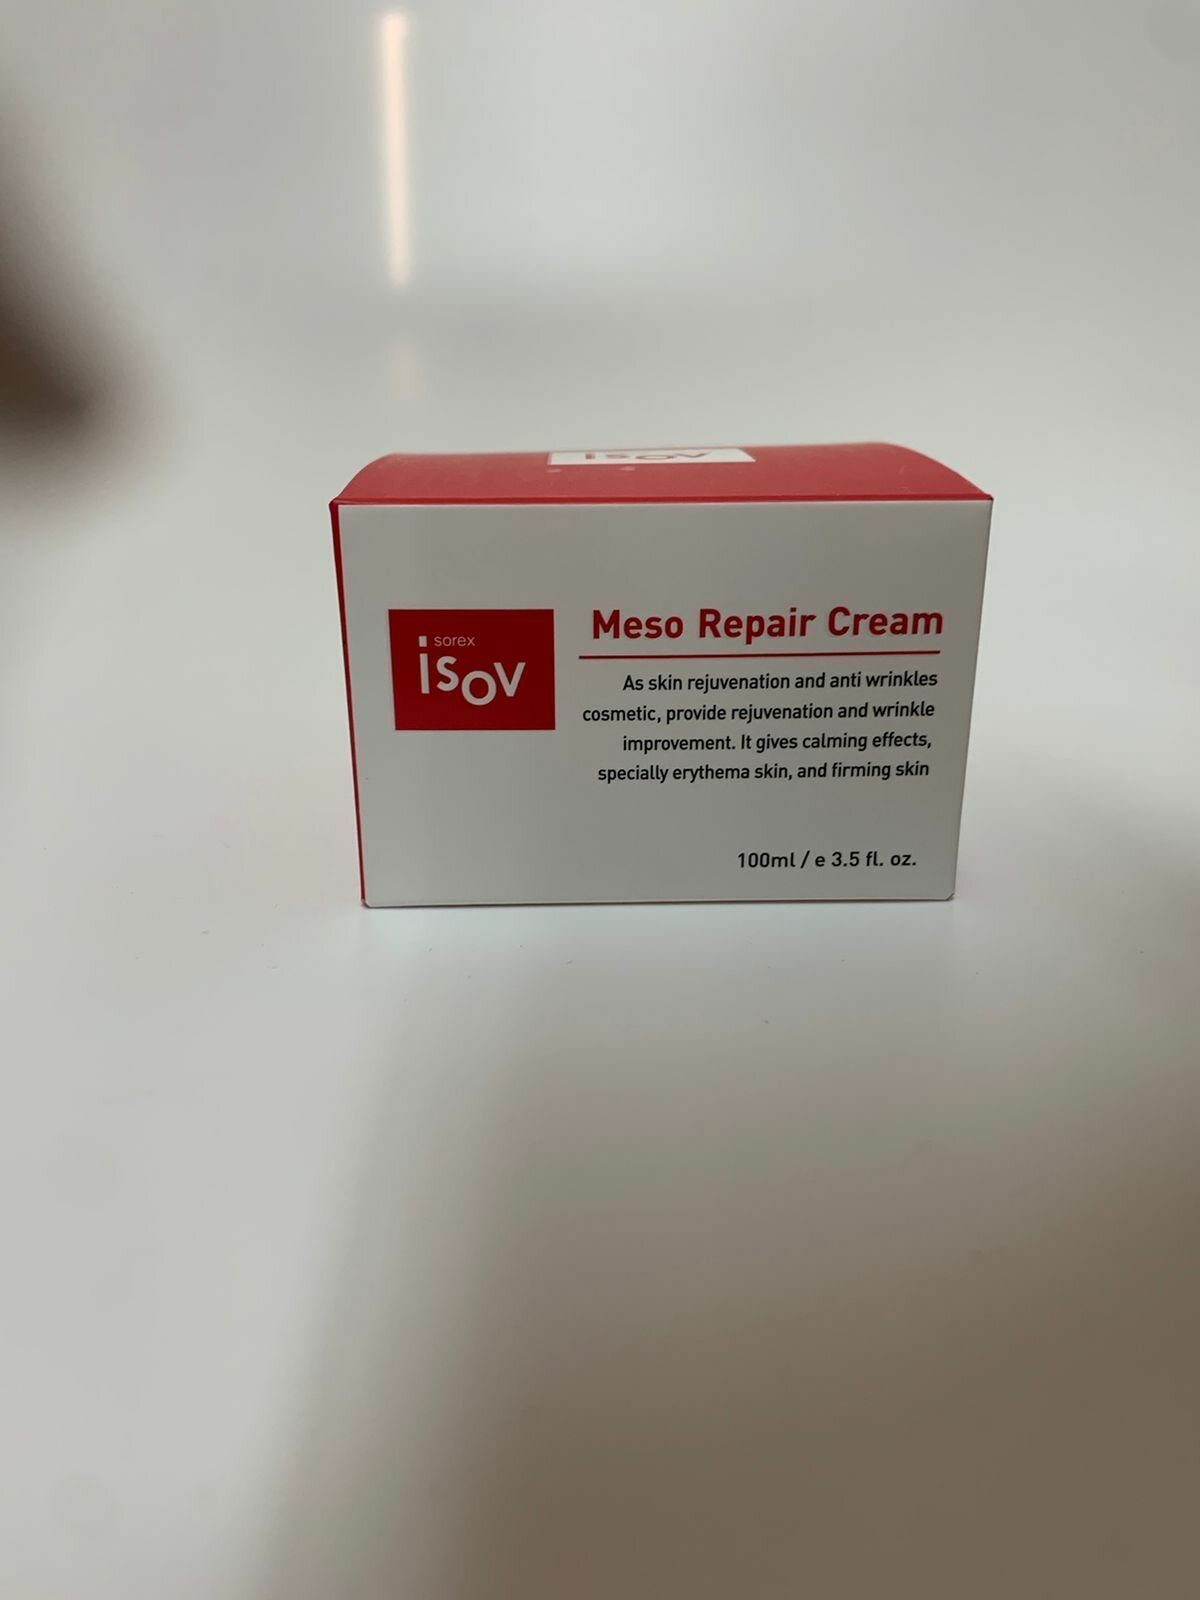 isov
sorex
isov
Meso Repair Cream
As skin rejuvenation and anti wrinkles
cosmetic, provide rejuvenation and wrinkle
improvement. It gives calming effects,
specially erythema skin, and firming skin
100ml / e 3.5 fl. oz.